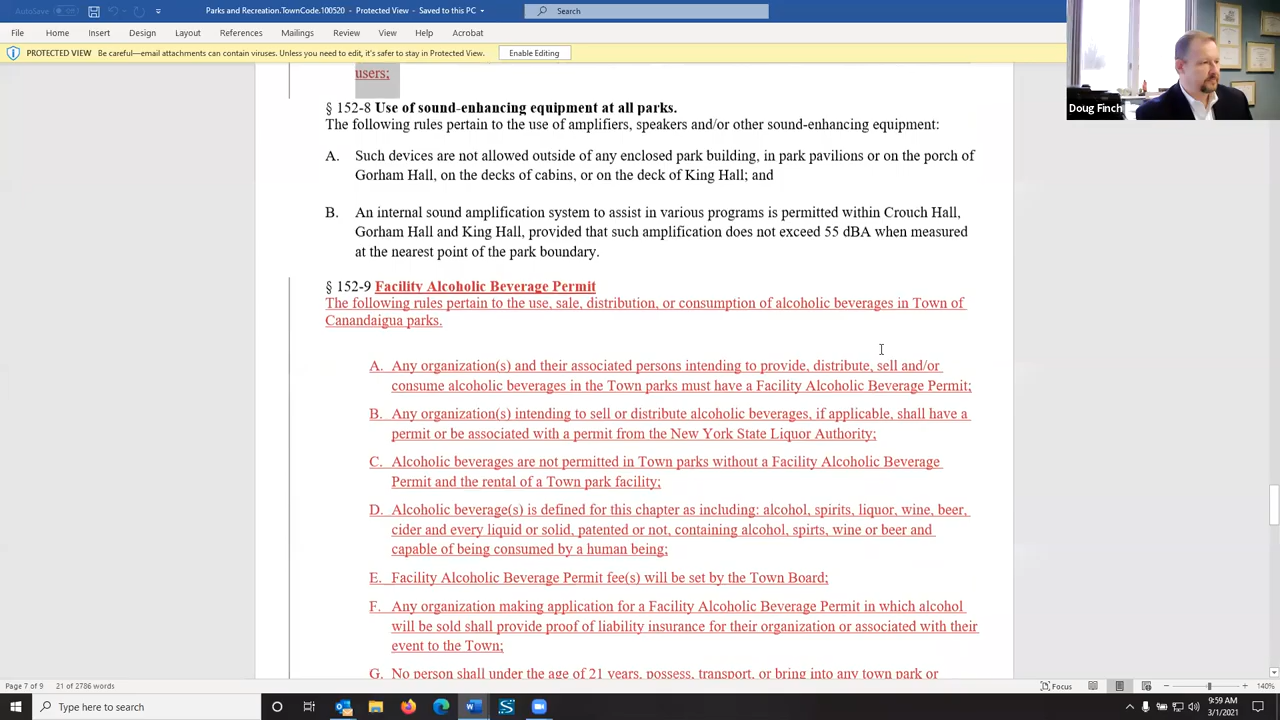 AutoSave Off
Parks and Recreation.TownCode.100520 - Protected View - Saved to this PC
Search
File Home Insert Draw Design Layout References Mailings Review View Help Acrobat
PROTECTED VIEW Be careful—email attachments can contain viruses. Unless you need to edit, it's safer to stay in Protected View. Enable Editing
Doug Finch
users;
§ 152-8 Use of sound-enhancing equipment at all parks.
The following rules pertain to the use of amplifiers, speakers and/or other sound-enhancing equipment:
A. Such devices are not allowed outside of any enclosed park building, in park pavilions or on the porch of
Gorham Hall, on the decks of cabins, or on the deck of King Hall; and
B. An internal sound amplification system to assist in various programs is permitted within Crouch Hall,
Gorham Hall and King Hall, provided that such amplification does not exceed 55 dBA when measured
at the nearest point of the park boundary.
§ 152-9 Facility Alcoholic Beverage Permit
The following rules pertain to the use, sale, distribution, or consumption of alcoholic beverages in Town of
Canandaigua parks.
A. Any organization(s) and their associated persons intending to provide, distribute, sell and/or
consume alcoholic beverages in the Town parks must have a Facility Alcoholic Beverage Permit;
B. Any organization(s) intending to sell or distribute alcoholic beverages, if applicable, shall have a
permit or be associated with a permit from the New York State Liquor Authority;
C. Alcoholic beverages are not permitted in Town parks without a Facility Alcoholic Beverage
Permit and the rental of a Town park facility;
D. Alcoholic beverage(s) is defined for this chapter as including: alcohol, spirits, liquor, wine, beer,
cider and every liquid or solid, patented or not, containing alcohol, spirts, wine or beer and
capable of being consumed by a human being;
E. Facility Alcoholic Beverage Permit fee(s) will be set by the Town Board;
F. Any organization making application for a Facility Alcoholic Beverage Permit in which alcohol
will be sold shall provide proof of liability insurance for their organization or associated with their
event to the Town;
G. No person shall under the age of 21 years, possess, transport, or bring into any town park or
Page 7 of 9 21 of 2786 words
Focus
140%
Type here to search
9:59 AM
3/1/2021